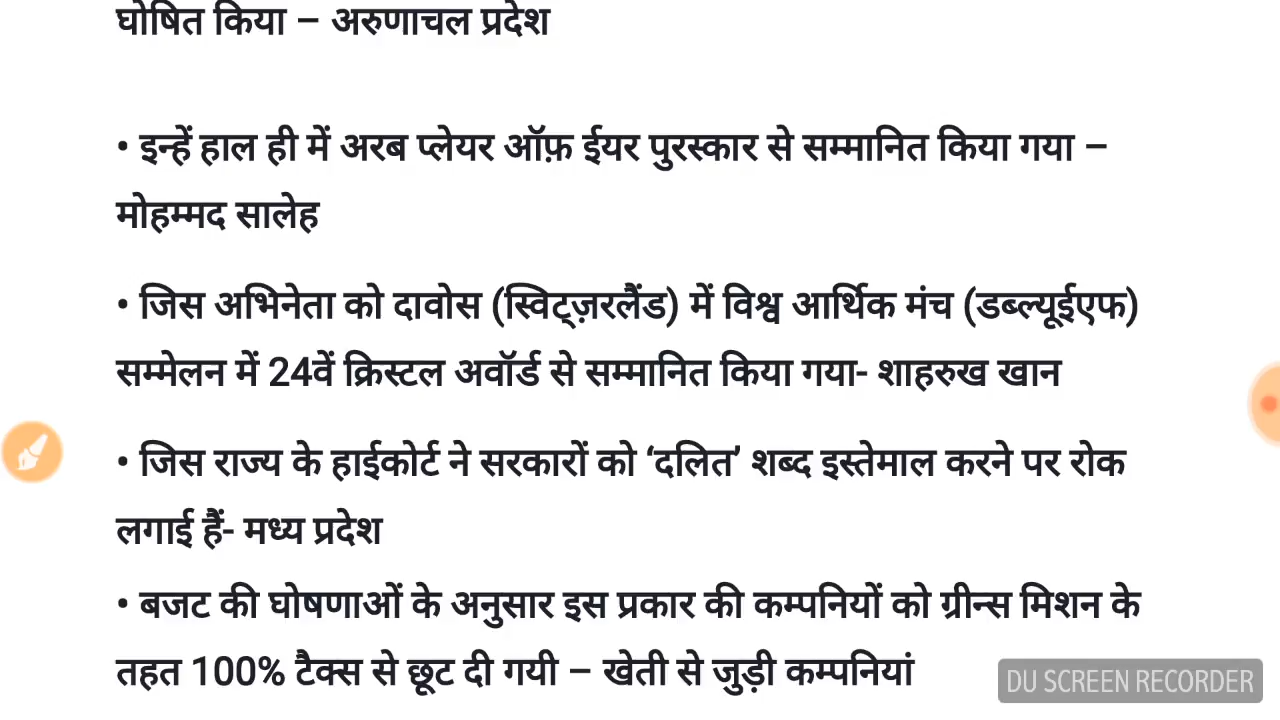 घोषित किया – अरुणाचल प्रदेश
• इन्हें हाल ही में अरब प्लेयर ऑफ़ ईयर पुरस्कार से सम्मानित किया गया –
मोहम्मद सालेह
• जिस अभिनेता को दावोस (स्विट्ज़रलैंड) में विश्व आर्थिक मंच (डब्ल्यूईएफ)
सम्मेलन में 24वें क्रिस्टल अवॉर्ड से सम्मानित किया गया- शाहरुख खान
• जिस राज्य के हाईकोर्ट ने सरकारों को ‘दलित’ शब्द इस्तेमाल करने पर रोक
लगाई हैं- मध्य प्रदेश
• बजट की घोषणाओं के अनुसार इस प्रकार की कम्पनियों को ग्रीन्स मिशन के
तहत 100% टैक्स से छूट दी गयी – खेती से जुड़ी कम्पनियां
DU SCREEN RECORDER